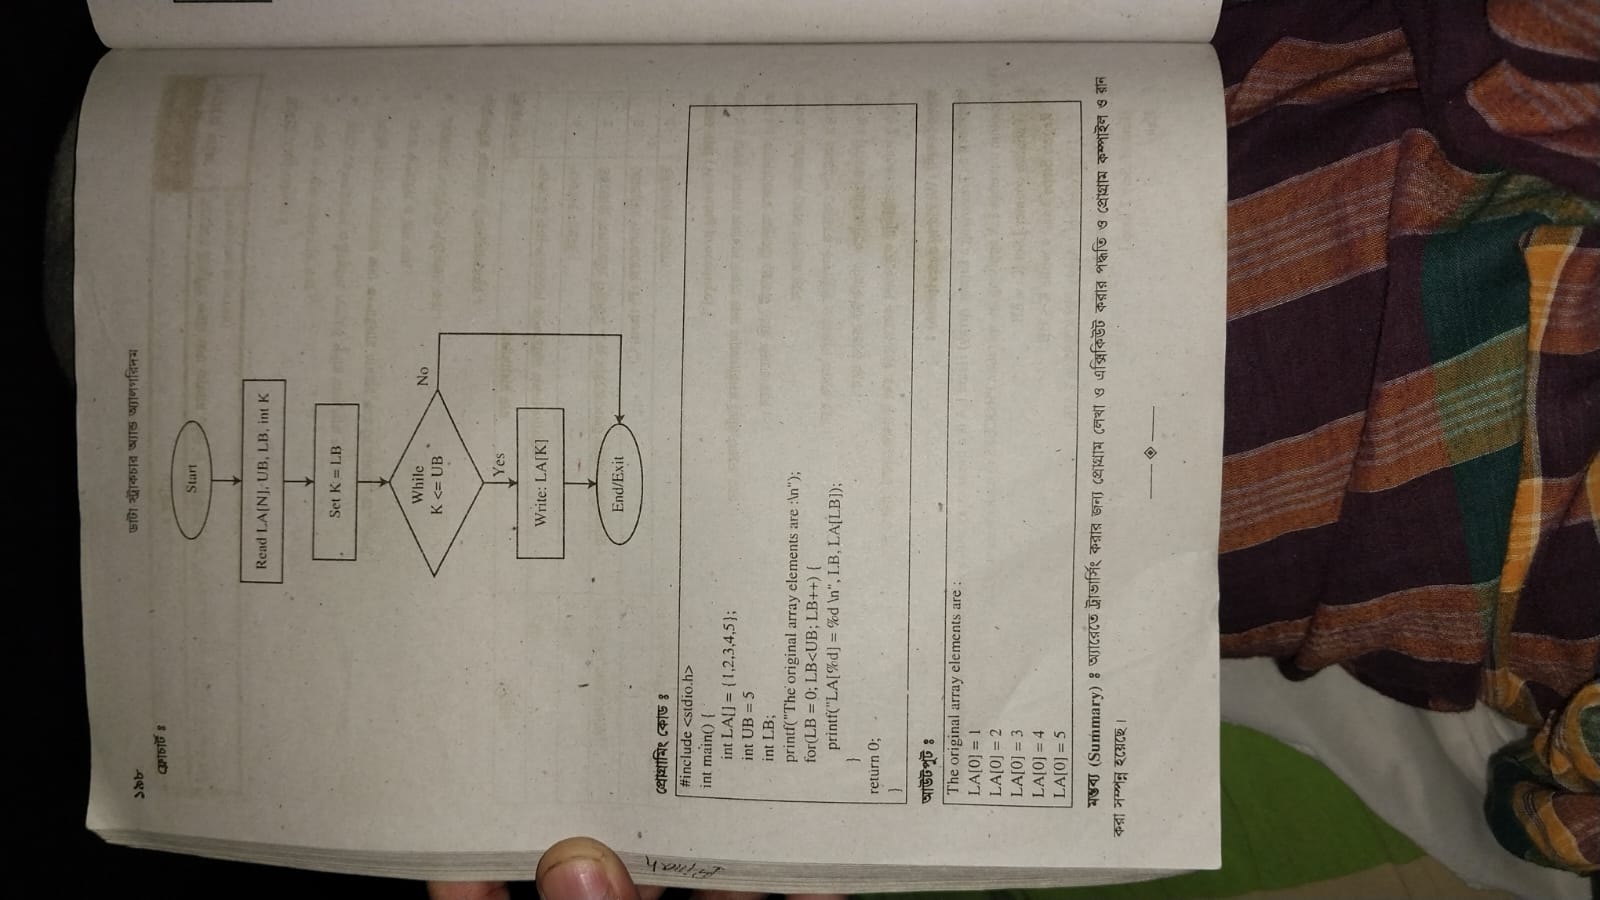 ১৯৮
ডাটা স্ট্রাকচার অ্যান্ড অ্যালগরিদম
ফ্লোচার্ট ঃ
Start
Read LA[N], UB, LB, int K
Set K = LB
While
K <= UB
No
Yes
Write: LA[K]
End/Exit
প্রোগ্রামিং কোড ঃ
#include <stdio.h>
int main() {
int LA[] = {1,2,3,4,5};
int UB = 5
int LB;
printf("The original array elements are :\n");
for(LB = 0; LB<UB; LB++) {
printf("LA[%d] = %d \n", LB, LA[LB]);
}
return 0;
}
আউটপুট ঃ
The original array elements are :
LA[0] = 1
LA[0] = 2
LA[0] = 3
LA[0] = 4
LA[0] = 5
মন্তব্য (Summary) ঃ অ্যারেতে ট্রাভার্সিং করার জন্য প্রোগ্রাম লেখা ও এক্সিকিউট করার পদ্ধতি ও প্রোগ্রাম কম্পাইল ও রান
করা সম্পন্ন হয়েছে।